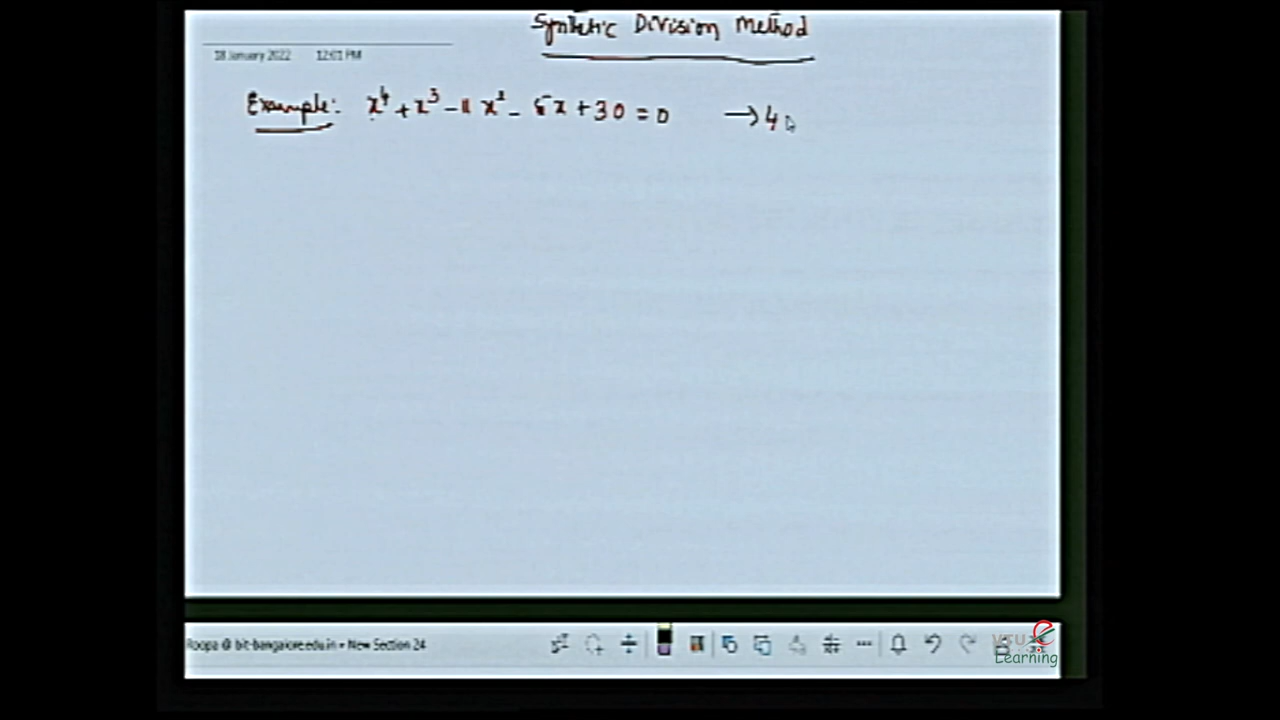 Synthetic Division Method
18 January 2022 12:01 PM
Example: x⁴ + x³ - 11 x² - 5x + 30 = 0 → 4
Roopa @ bit-bangalore.edu.in • New Section 24
VTU e
Learning